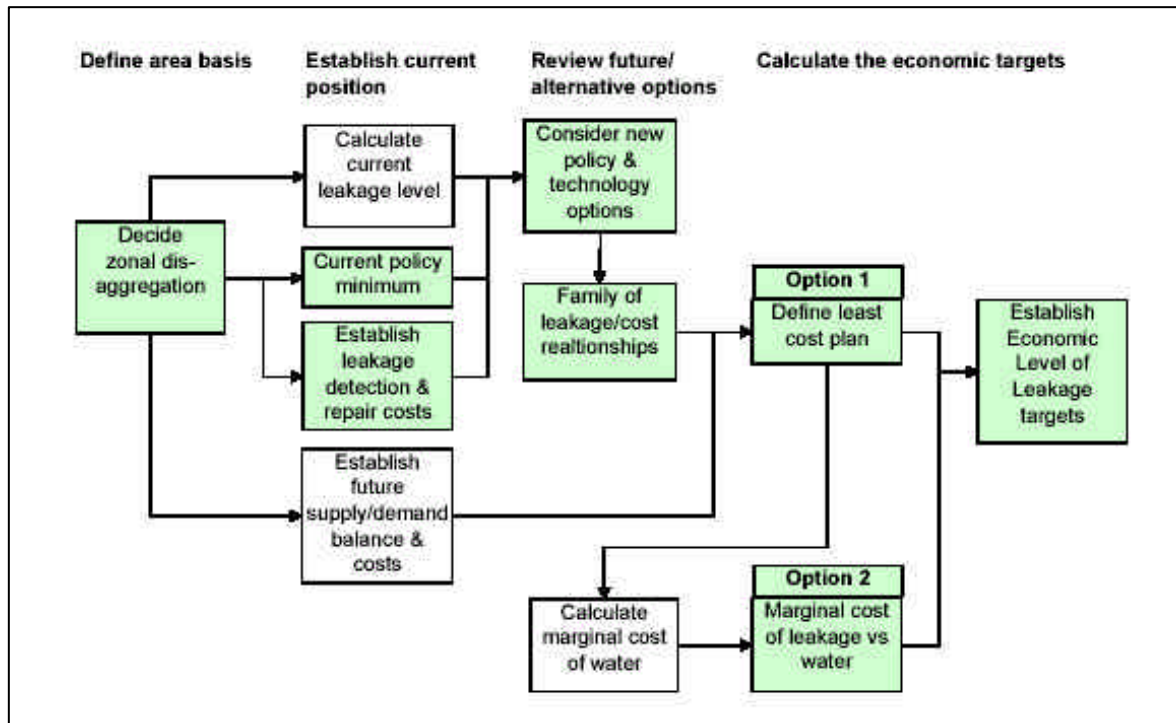 Define area basis
Establish current
position
Review future/
alternative options
Calculate the economic targets
Calculate
current
leakage level
Consider new
policy &
technology
options
Decide
zonal dis-
aggregation
Current policy
minimum
Establish
leakage
detection &
repair costs
Family of
leakage/cost
realtionships
Option 1
Define least
cost plan
Establish
Economic
Level of
Leakage
targets
Establish
future
supply/demand
balance &
costs
Calculate
marginal cost
of water
Option 2
Marginal cost
of leakage vs
water